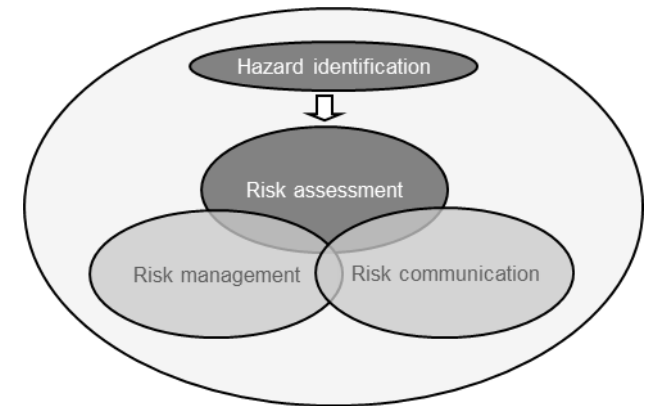 Hazard identification
Risk assessment
Risk management
Risk communication